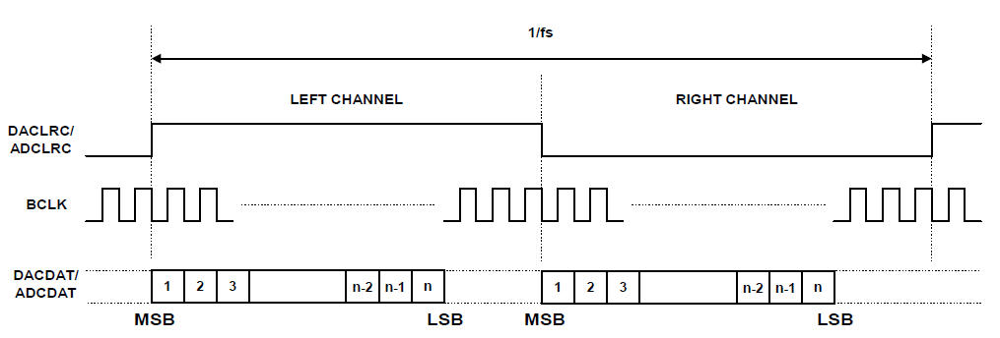 1/fs
LEFT CHANNEL
RIGHT CHANNEL
DACLRC/
ADCLRC
BCLK
DACDAT/
ADCDAT
1 2 3 n-2 n-1 n 1 2 3 n-2 n-1 n
MSB LSB MSB LSB